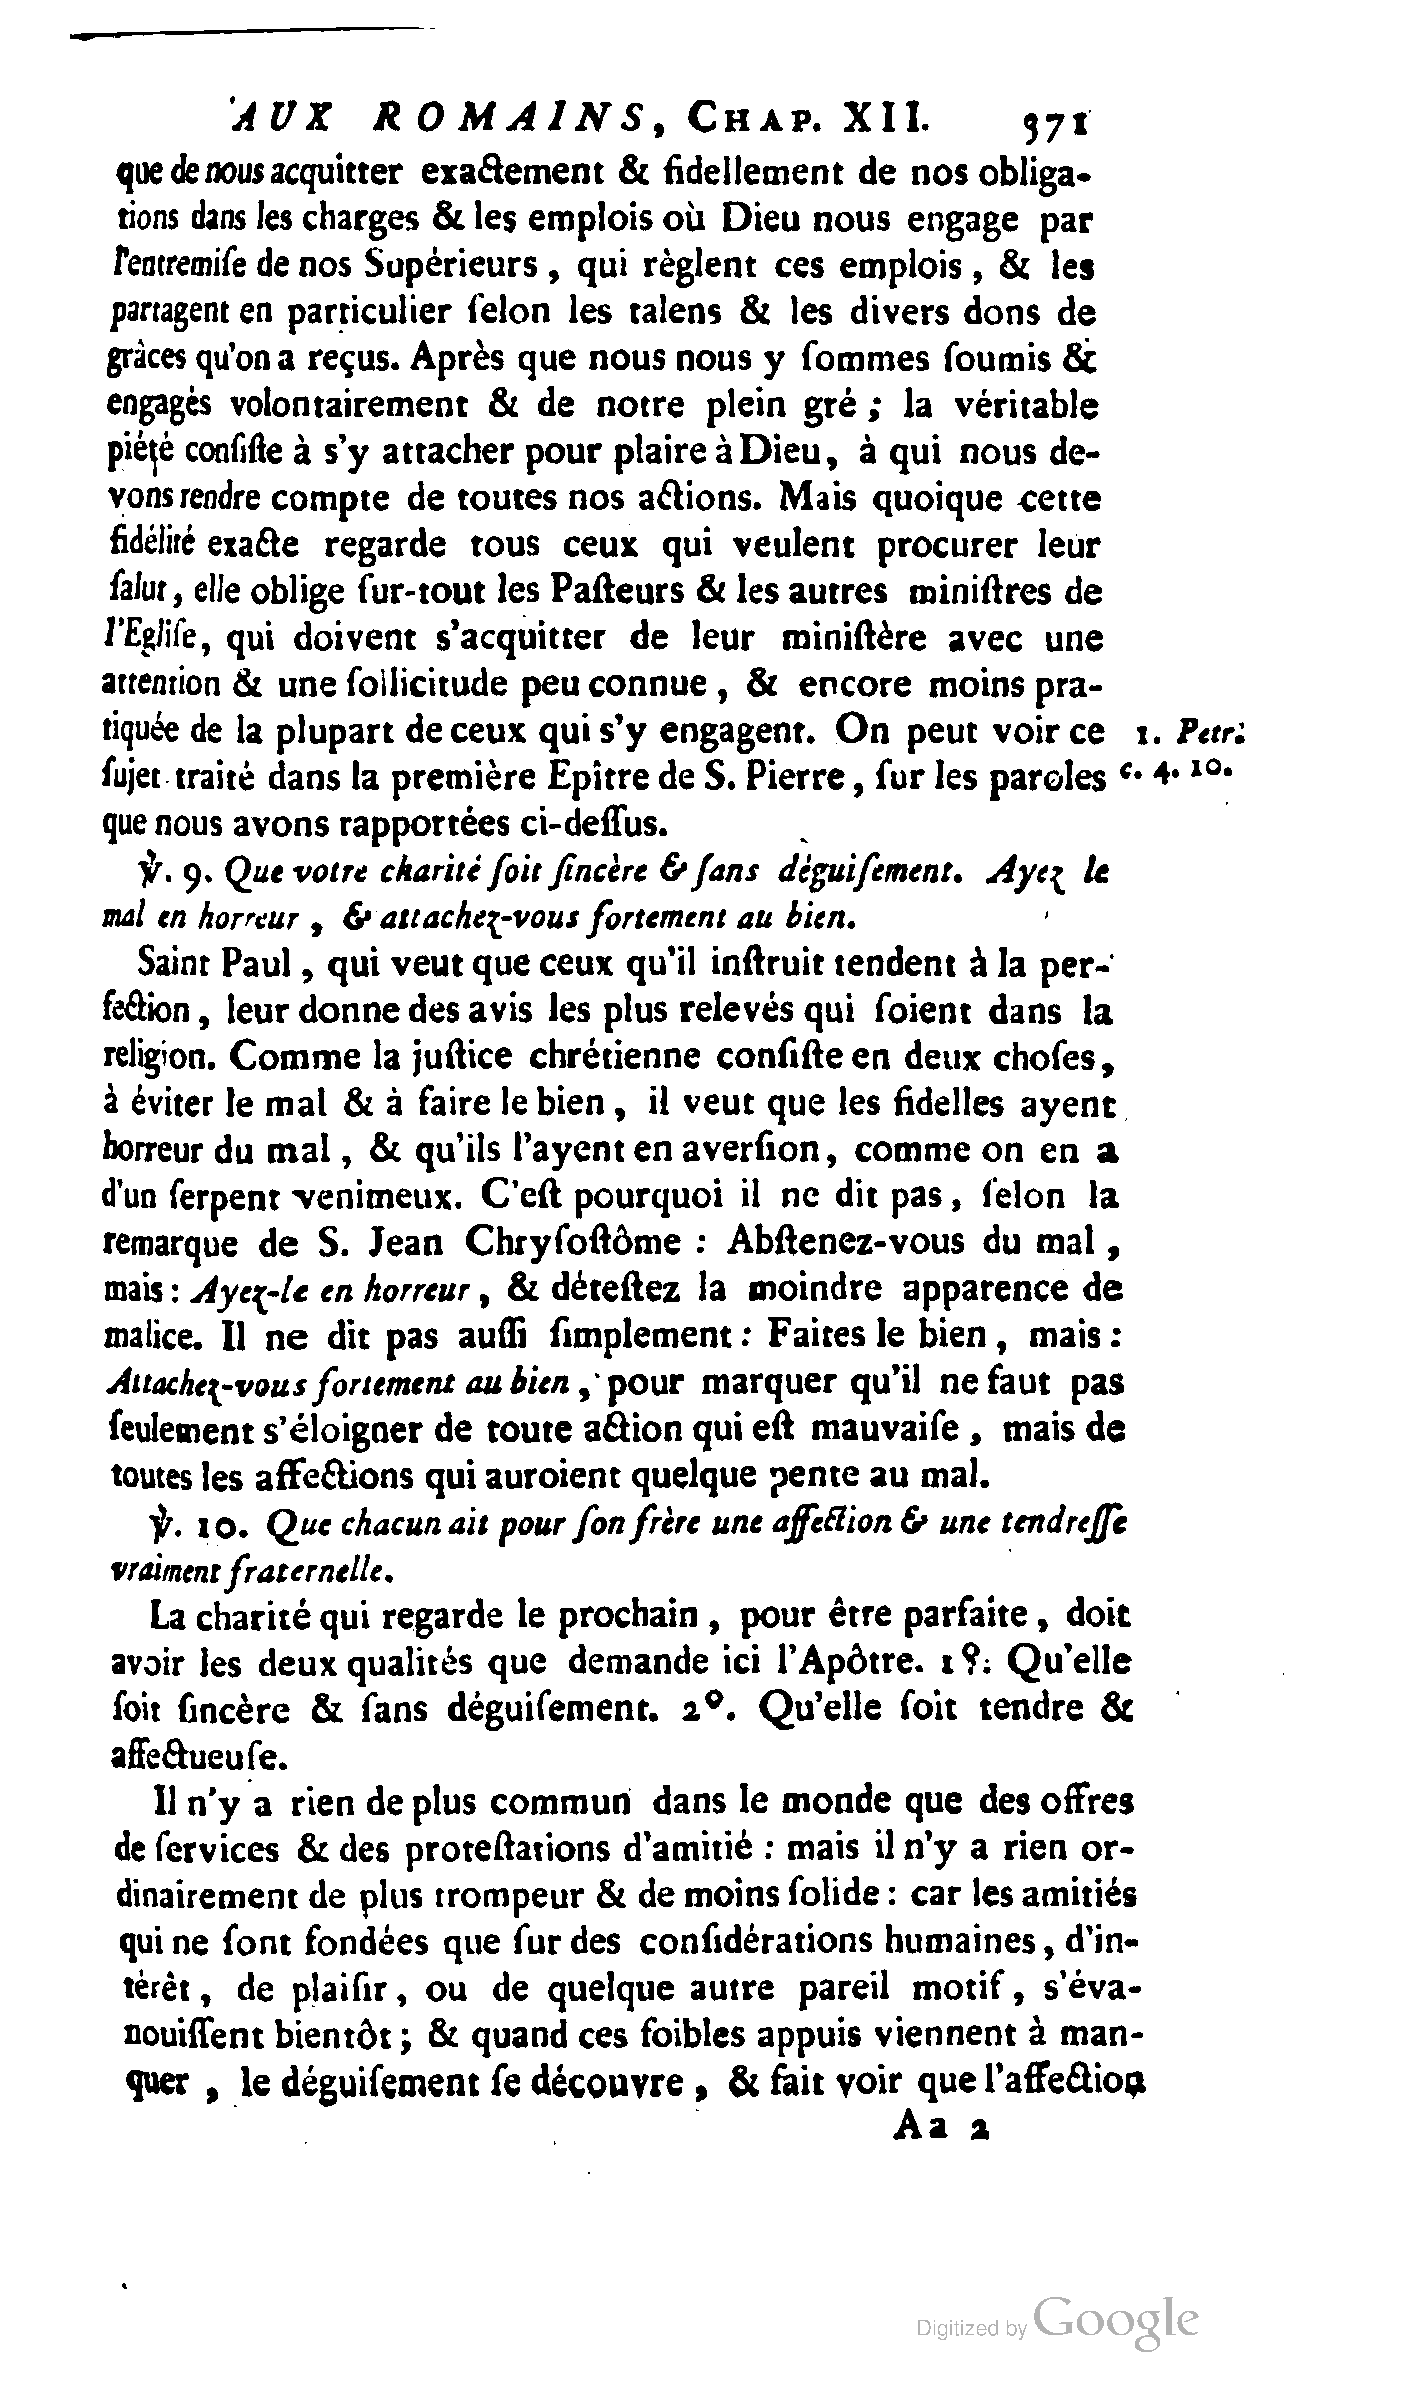 AUX ROMAINS, CHAP. XII. 371
que de nous acquitter exactement & fidellement de nos obliga-
tions dans les charges & les emplois où Dieu nous engage par
l'entremiſe de nos Supérieurs, qui règlent ces emplois, & les
partagent en particulier ſelon les talens & les divers dons de
grâces qu'on a reçus. Après que nous nous y ſommes ſoumis &
engagés volontairement & de notre plein gré ; la véritable
piété conſiſte à s'y attacher pour plaire à Dieu, à qui nous de-
vons rendre compte de toutes nos actions. Mais quoique cette
fidélité exacte regarde tous ceux qui veulent procurer leur
ſalut, elle oblige ſur-tout les Paſteurs & les autres miniſtres de
l'Egliſe, qui doivent s'acquitter de leur miniſtère avec une
attention & une ſollicitude peu connue, & encore moins pra-
tiquée de la plupart de ceux qui s'y engagent. On peut voir ce 1. Petr.
ſujet traité dans la première Epître de S. Pierre, ſur les paroles c. 4. 10.
que nous avons rapportées ci-deſſus.
℣. 9. Que votre charité ſoit ſincère & ſans déguiſement. Ayez le
mal en horreur, & attachez-vous fortement au bien.
Saint Paul, qui veut que ceux qu'il inſtruit tendent à la per-
fection, leur donne des avis les plus relevés qui ſoient dans la
religion. Comme la juſtice chrétienne conſiſte en deux choſes,
à éviter le mal & à faire le bien, il veut que les fidelles ayent
horreur du mal, & qu'ils l'ayent en averſion, comme on en a
d'un ſerpent venimeux. C'eſt pourquoi il ne dit pas, ſelon la
remarque de S. Jean Chryſoſtôme : Abſtenez-vous du mal,
mais : Ayez-le en horreur, & déteſtez la moindre apparence de
malice. Il ne dit pas auſſi ſimplement : Faites le bien, mais :
Attachez-vous fortement au bien, pour marquer qu'il ne faut pas
ſeulement s'éloigner de toute action qui eſt mauvaiſe, mais de
toutes les affections qui auroient quelque pente au mal.
℣. 10. Que chacun ait pour ſon frère une affection & une tendreſſe
vraiment fraternelle.
La charité qui regarde le prochain, pour être parfaite, doit
avoir les deux qualités que demande ici l'Apôtre. 1º. Qu'elle
ſoit ſincère & ſans déguiſement. 2º. Qu'elle ſoit tendre &
affectueuſe.
Il n'y a rien de plus commun dans le monde que des offres
de ſervices & des proteſtations d'amitié : mais il n'y a rien or-
dinairement de plus trompeur & de moins ſolide : car les amitiés
qui ne ſont fondées que ſur des conſidérations humaines, d'in-
térêt, de plaiſir, ou de quelque autre pareil motif, s'éva-
nouiſſent bientôt ; & quand ces foibles appuis viennent à man-
quer, le déguiſement ſe découvre, & fait voir que l'affection
Aa 2
Digitized by Google